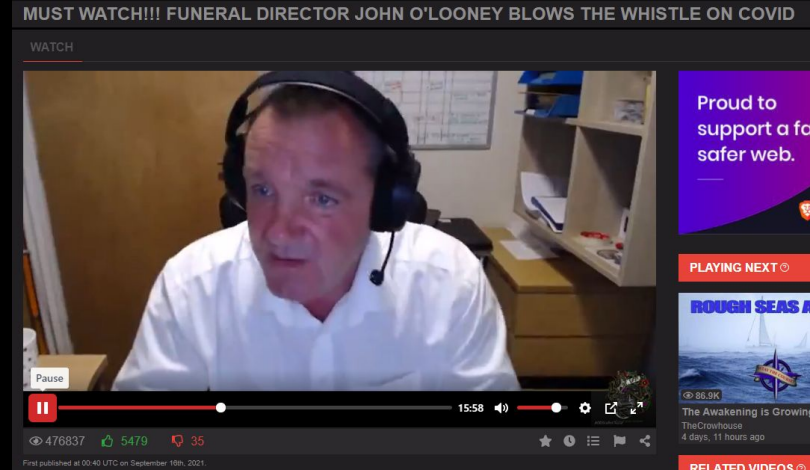 MUST WATCH!!! FUNERAL DIRECTOR JOHN O'LOONEY BLOWS THE WHISTLE ON COVID
WATCH
Proud to
support a fa
safer web.
PLAYING NEXT
ROUGH SEAS A
86.9K
The Awakening is Growing
TheCrowhouse
4 days, 11 hours ago
Pause
15:58
476837 5479 35
First published at 00:40 UTC on September 16th, 2021.
RELATED VIDEOS